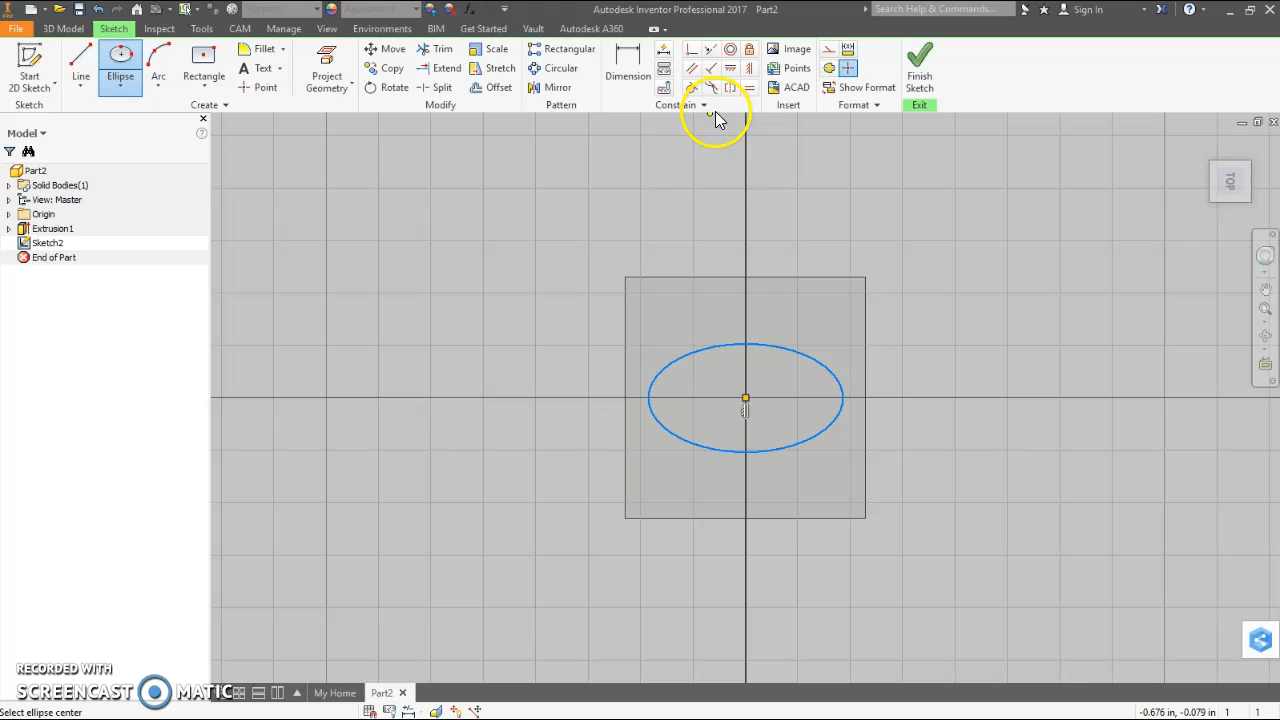 Autodesk Inventor Professional 2017 Part2
Search Help & Commands...
Sign In
File 3D Model Sketch Inspect Tools CAM Manage View Environments BIM Get Started Vault Autodesk A360
Start
2D Sketch
Line
Ellipse
Arc
Rectangle
Fillet
Text
Point
Project
Geometry
Move Trim Scale
Copy Extend Stretch
Rotate Split Offset
Rectangular
Circular
Mirror
Dimension
Image
Points
ACAD
Show Format
Finish
Sketch
Sketch Create Modify Pattern Constrain Insert Format Exit
Model
Part2
Solid Bodies(1)
View: Master
Origin
Extrusion1
Sketch2
End of Part
TOP
RECORDED WITH
SCREENCAST MATIC
My Home Part2
Select ellipse center
-0.676 in, -0.079 in 1 1